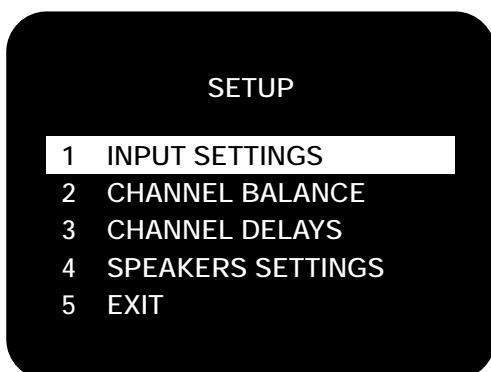 SETUP
1 INPUT SETTINGS
2 CHANNEL BALANCE
3 CHANNEL DELAYS
4 SPEAKERS SETTINGS
5 EXIT